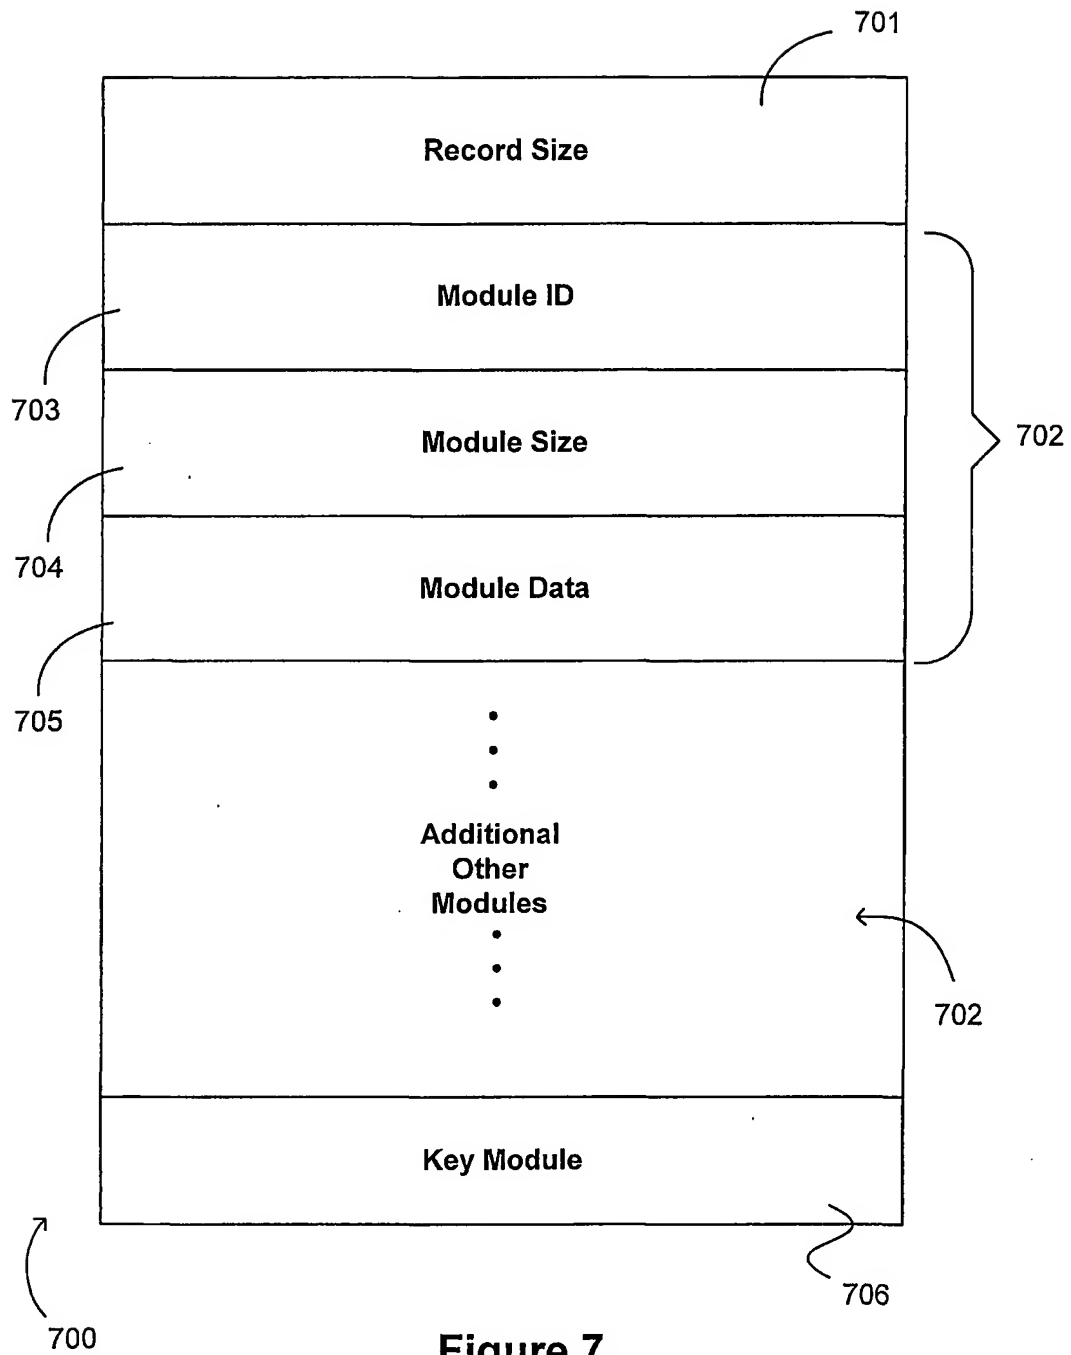 701
Record Size
Module ID
703
Module Size
702
704
Module Data
705
Additional
Other
Modules
702
Key Module
706
700
Figure 7